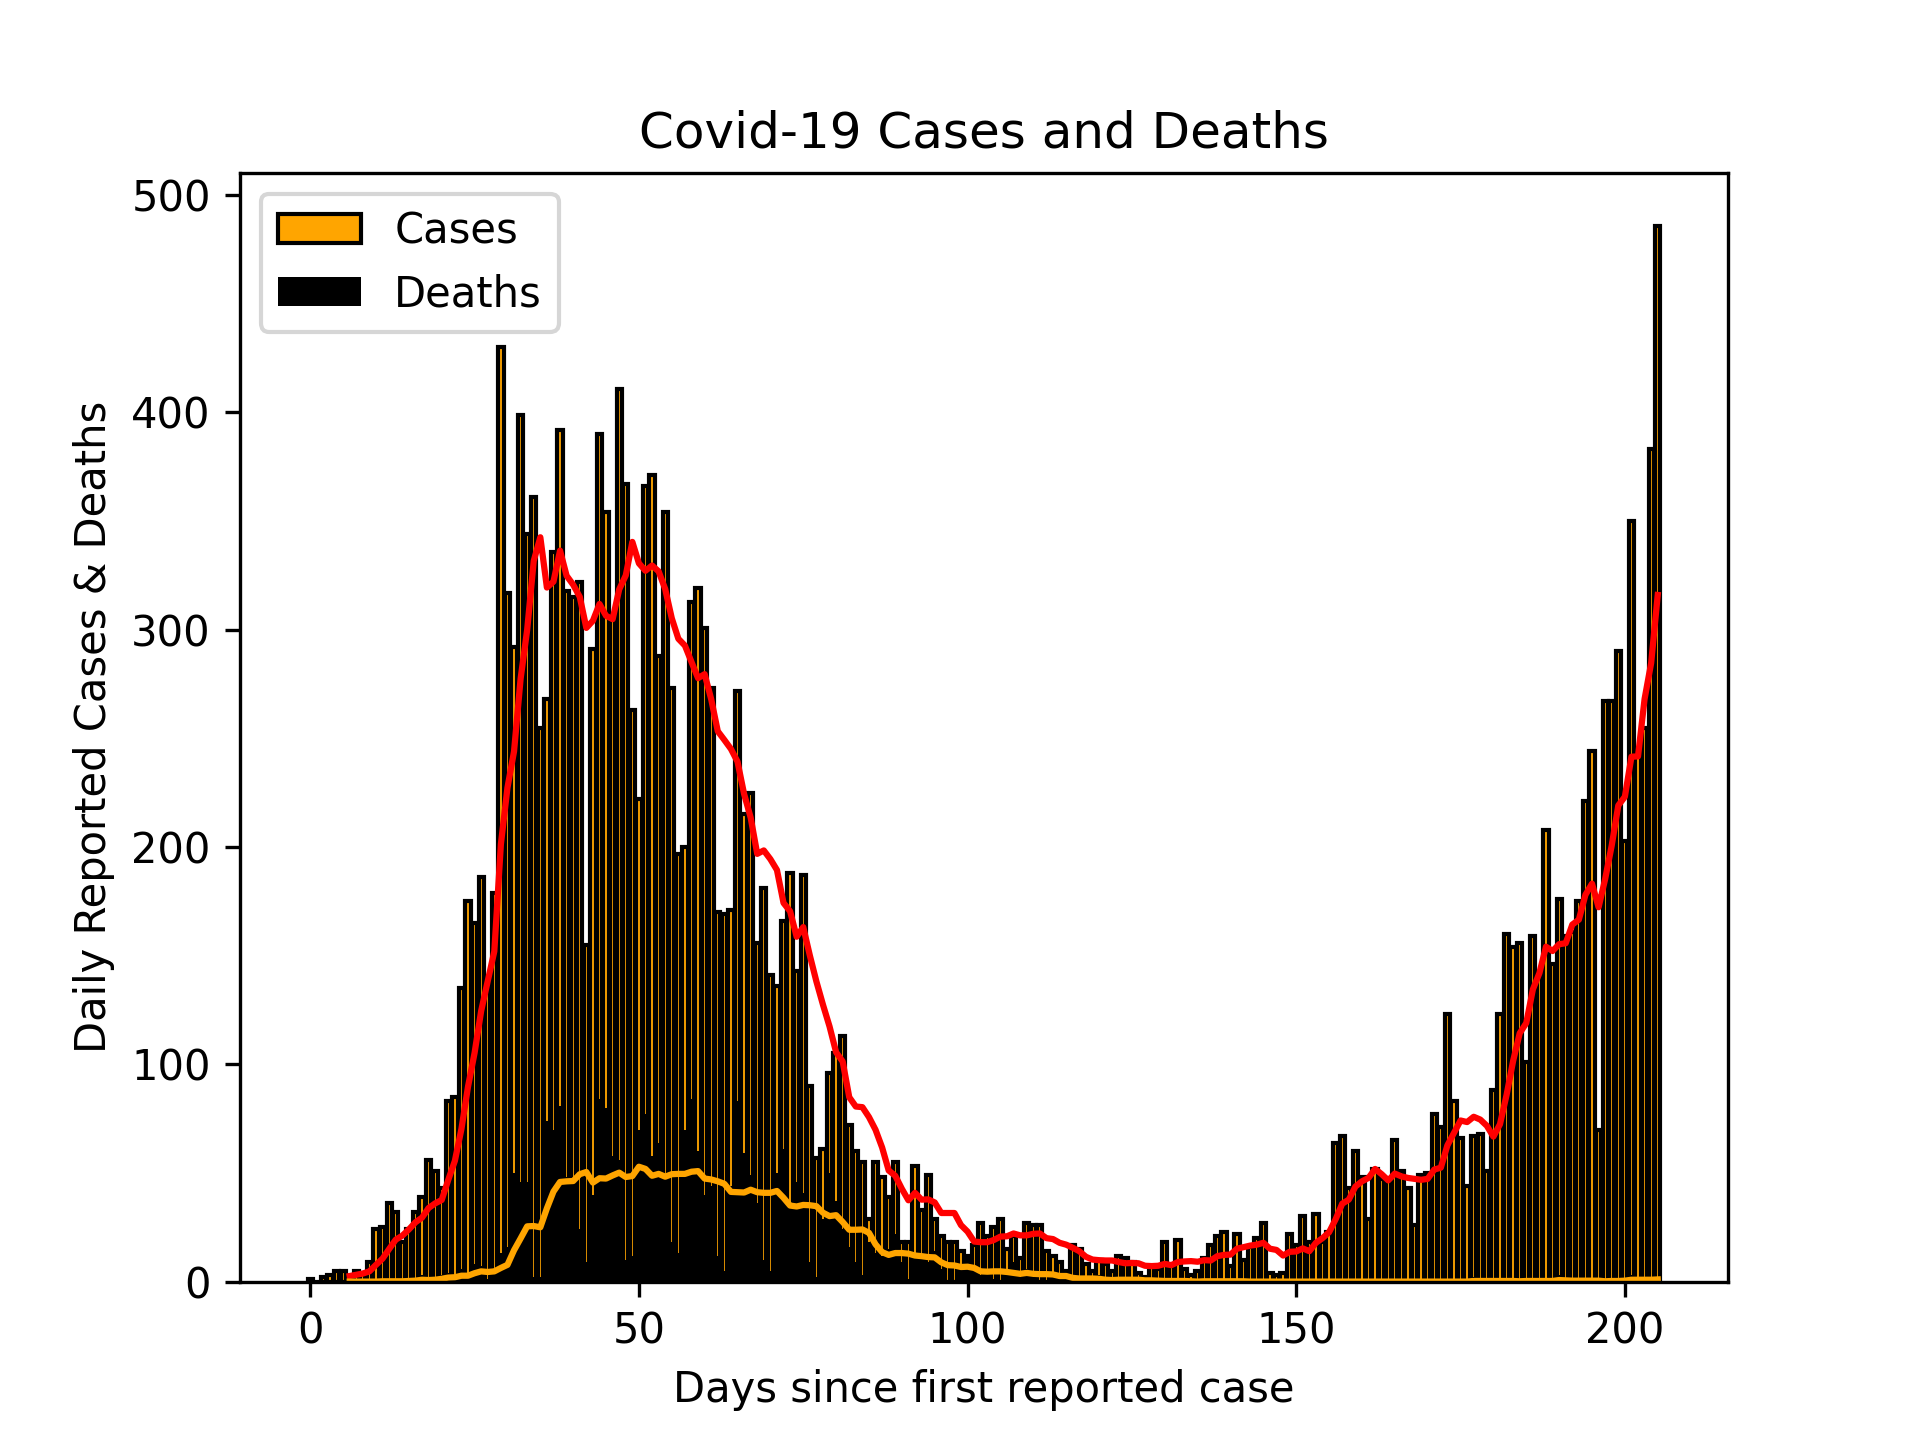 Covid-19 Cases and Deaths
Cases
Deaths
Daily Reported Cases & Deaths
500
400
300
200
100
0
0 50 100 150 200
Days since first reported case